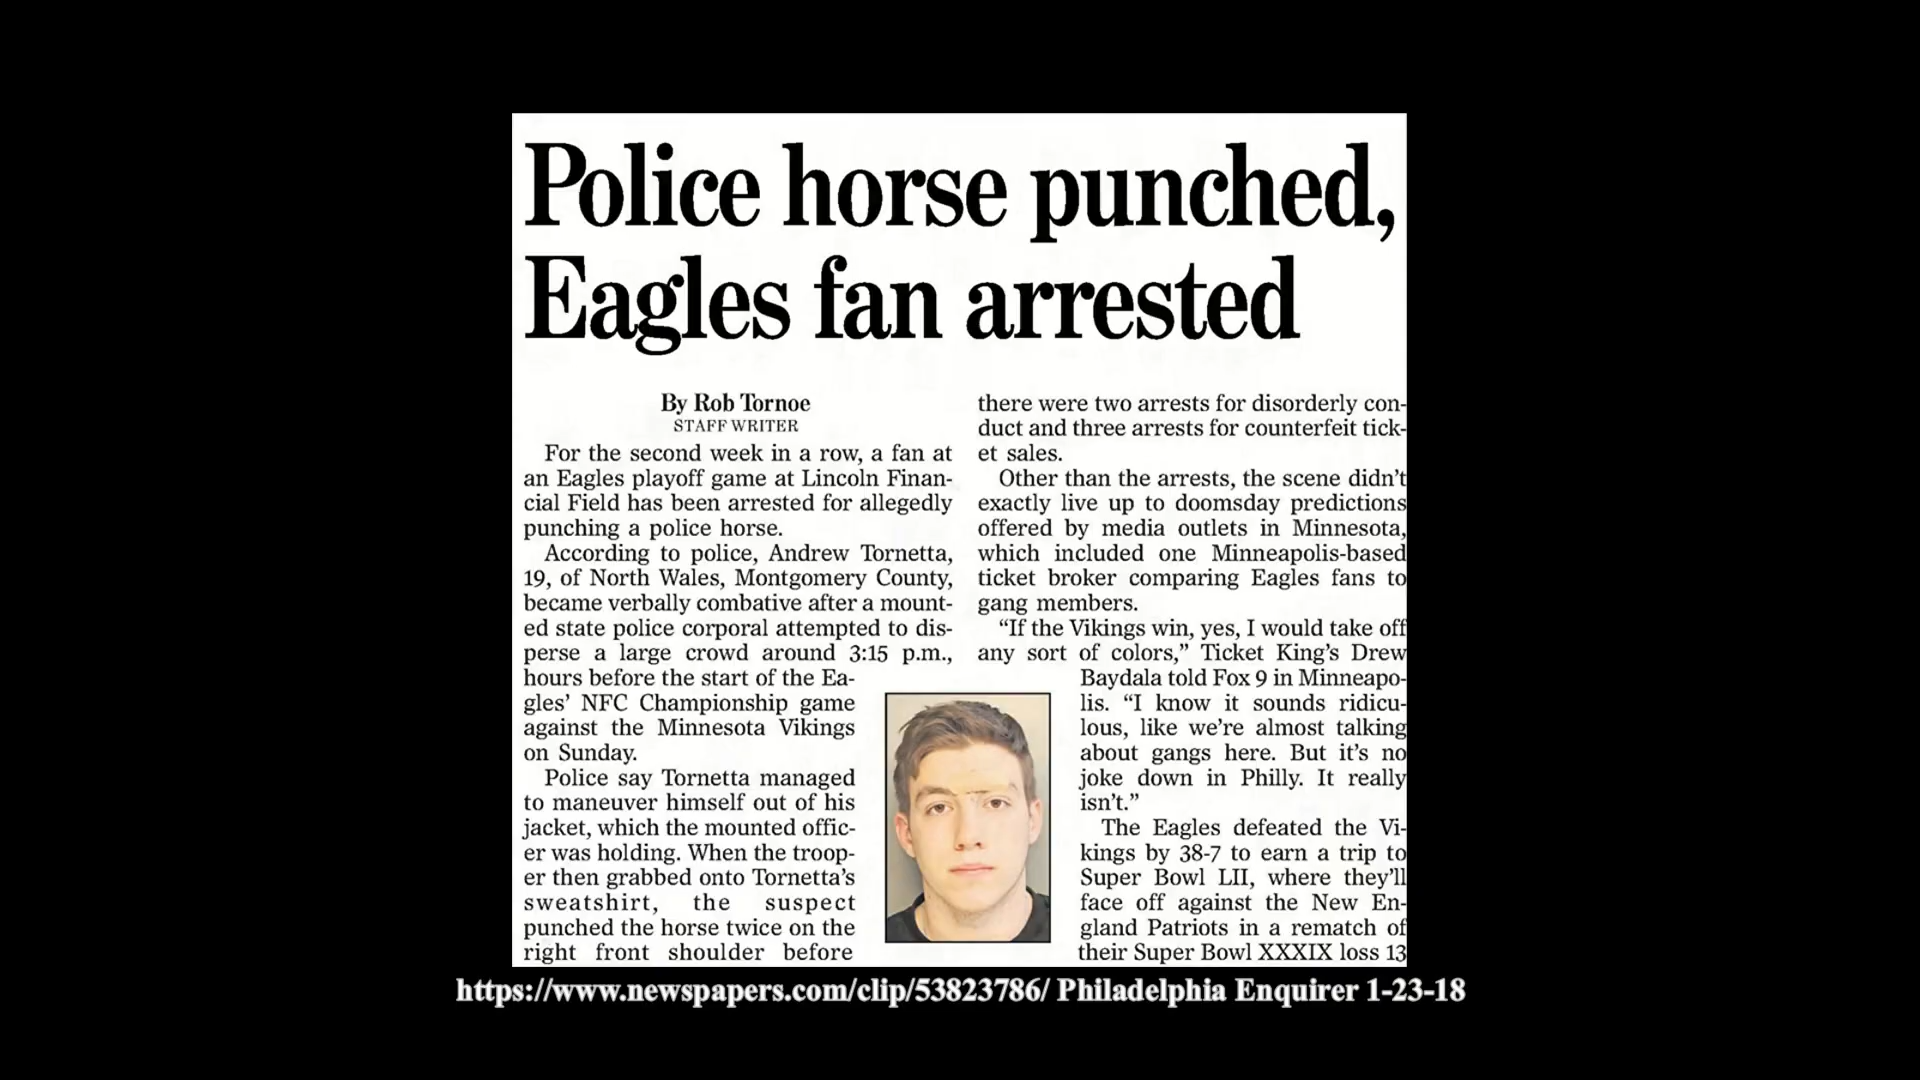 Police horse punched,
Eagles fan arrested
By Rob Tornoe
STAFF WRITER
For the second week in a row, a fan at
an Eagles playoff game at Lincoln Finan-
cial Field has been arrested for allegedly
punching a police horse.
According to police, Andrew Tornetta,
19, of North Wales, Montgomery County,
became verbally combative after a mount-
ed state police corporal attempted to dis-
perse a large crowd around 3:15 p.m.,
hours before the start of the Ea-
gles’ NFC Championship game
against the Minnesota Vikings
on Sunday.
Police say Tornetta managed
to maneuver himself out of his
jacket, which the mounted offic-
er was holding. When the troop-
er then grabbed onto Tornetta’s
sweatshirt, the suspect
punched the horse twice on the
right front shoulder before
there were two arrests for disorderly con-
duct and three arrests for counterfeit tick-
et sales.
Other than the arrests, the scene didn’t
exactly live up to doomsday predictions
offered by media outlets in Minnesota,
which included one Minneapolis-based
ticket broker comparing Eagles fans to
gang members.
“If the Vikings win, yes, I would take off
any sort of colors,” Ticket King’s Drew
Baydala told Fox 9 in Minneapo-
lis. “I know it sounds ridicu-
lous, like we’re almost talking
about gangs here. But it’s no
joke down in Philly. It really
isn’t.”
The Eagles defeated the Vi-
kings by 38-7 to earn a trip to
Super Bowl LII, where they’ll
face off against the New En-
gland Patriots in a rematch of
their Super Bowl XXXIX loss 13
https://www.newspapers.com/clip/53823786/ Philadelphia Enquirer 1-23-18